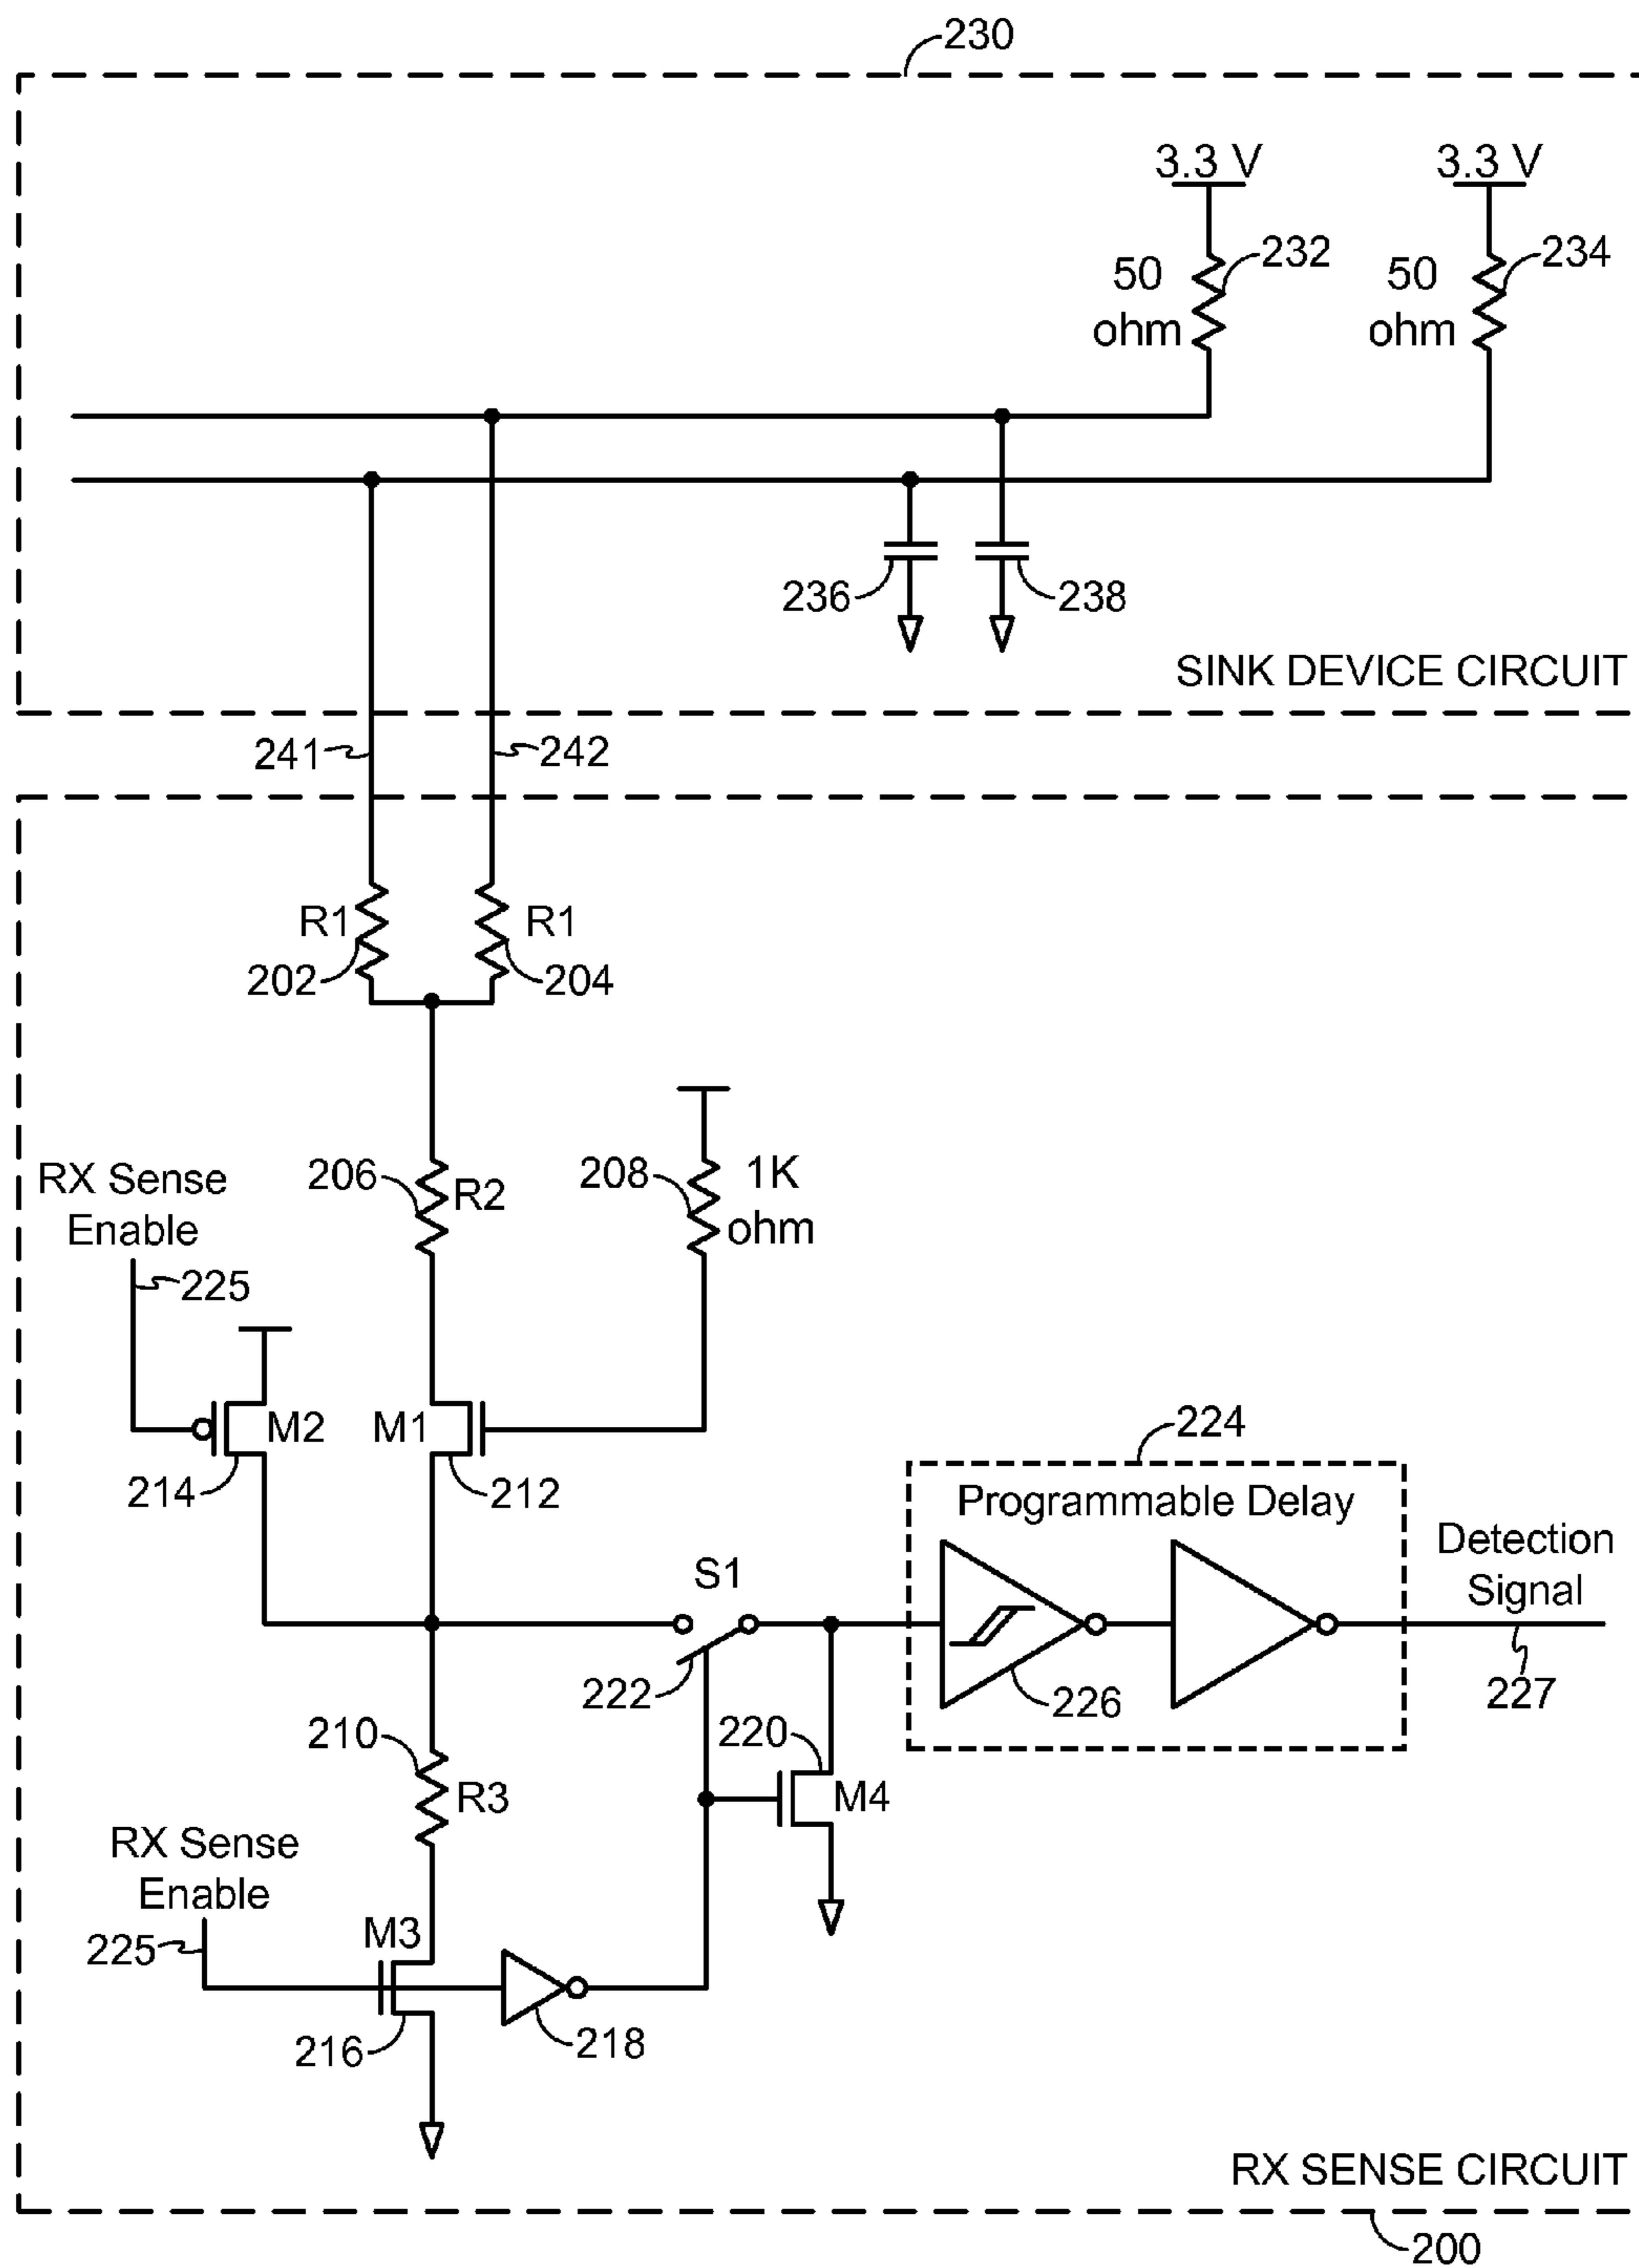 230
3.3 V
3.3 V
232
234
50
ohm
50
ohm
236
238
SINK DEVICE CIRCUIT
241
242
R1
R1
202
204
RX Sense
Enable
206
R2
208
1K
ohm
225
M2
M1
214
212
224
Programmable Delay
Detection
Signal
S1
222
226
227
210
R3
220
M4
RX Sense
Enable
225
M3
216
218
RX SENSE CIRCUIT
200